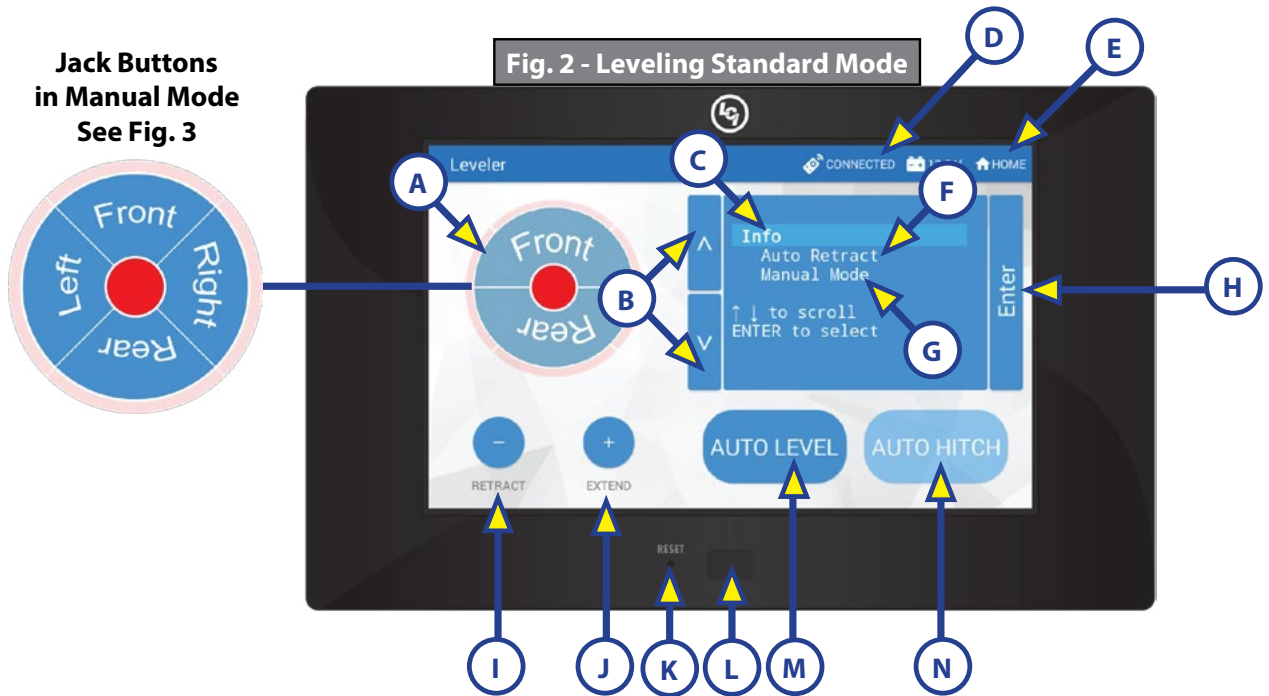 Fig. 2 - Leveling Standard Mode
Jack Buttons
in Manual Mode
See Fig. 3
Front
Left
Right
Rear
A
B
C
D
E
F
G
H
I
J
K
L
M
N
LCI
Leveler
CONNECTED
HOME
Front
Rear
^
v
Info
Auto Retract
Manual Mode
↑ ↓ to scroll
ENTER to select
Enter
−
+
RETRACT
EXTEND
AUTO LEVEL
AUTO HITCH
RESET